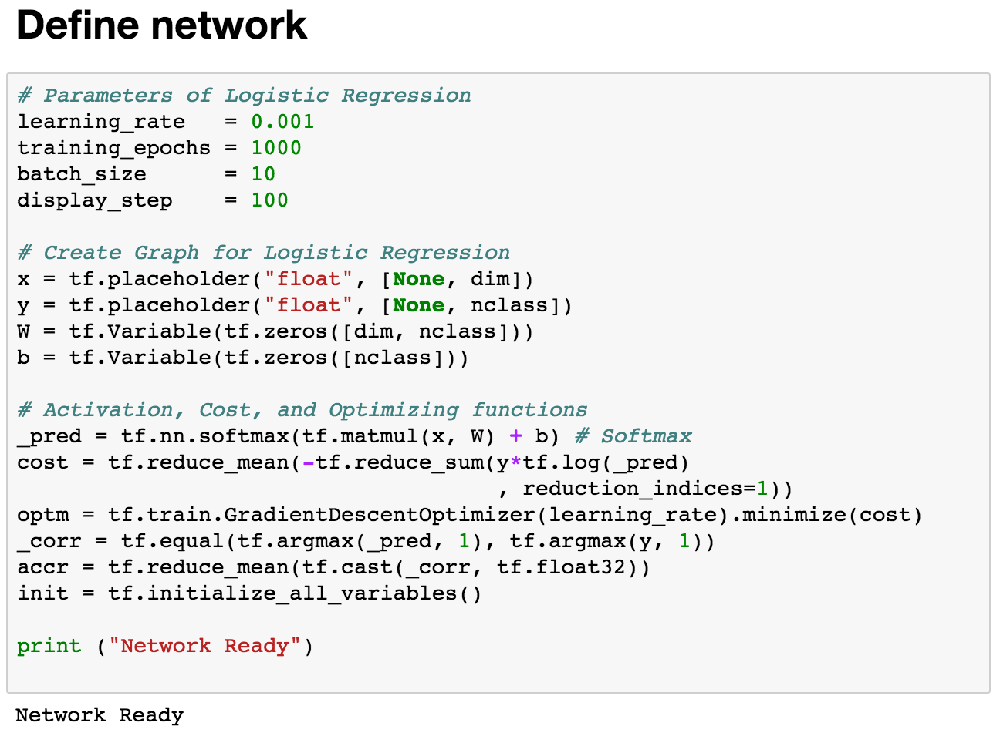 Define network
# Parameters of Logistic Regression
learning_rate   = 0.001
training_epochs = 1000
batch_size      = 10
display_step    = 100
# Create Graph for Logistic Regression
x = tf.placeholder("float", [None, dim])
y = tf.placeholder("float", [None, nclass])
W = tf.Variable(tf.zeros([dim, nclass]))
b = tf.Variable(tf.zeros([nclass]))
# Activation, Cost, and Optimizing functions
_pred = tf.nn.softmax(tf.matmul(x, W) + b) # Softmax
cost = tf.reduce_mean(-tf.reduce_sum(y*tf.log(_pred)
                                     , reduction_indices=1))
optm = tf.train.GradientDescentOptimizer(learning_rate).minimize(cost)
_corr = tf.equal(tf.argmax(_pred, 1), tf.argmax(y, 1))
accr = tf.reduce_mean(tf.cast(_corr, tf.float32))
init = tf.initialize_all_variables()
print ("Network Ready")
Network Ready